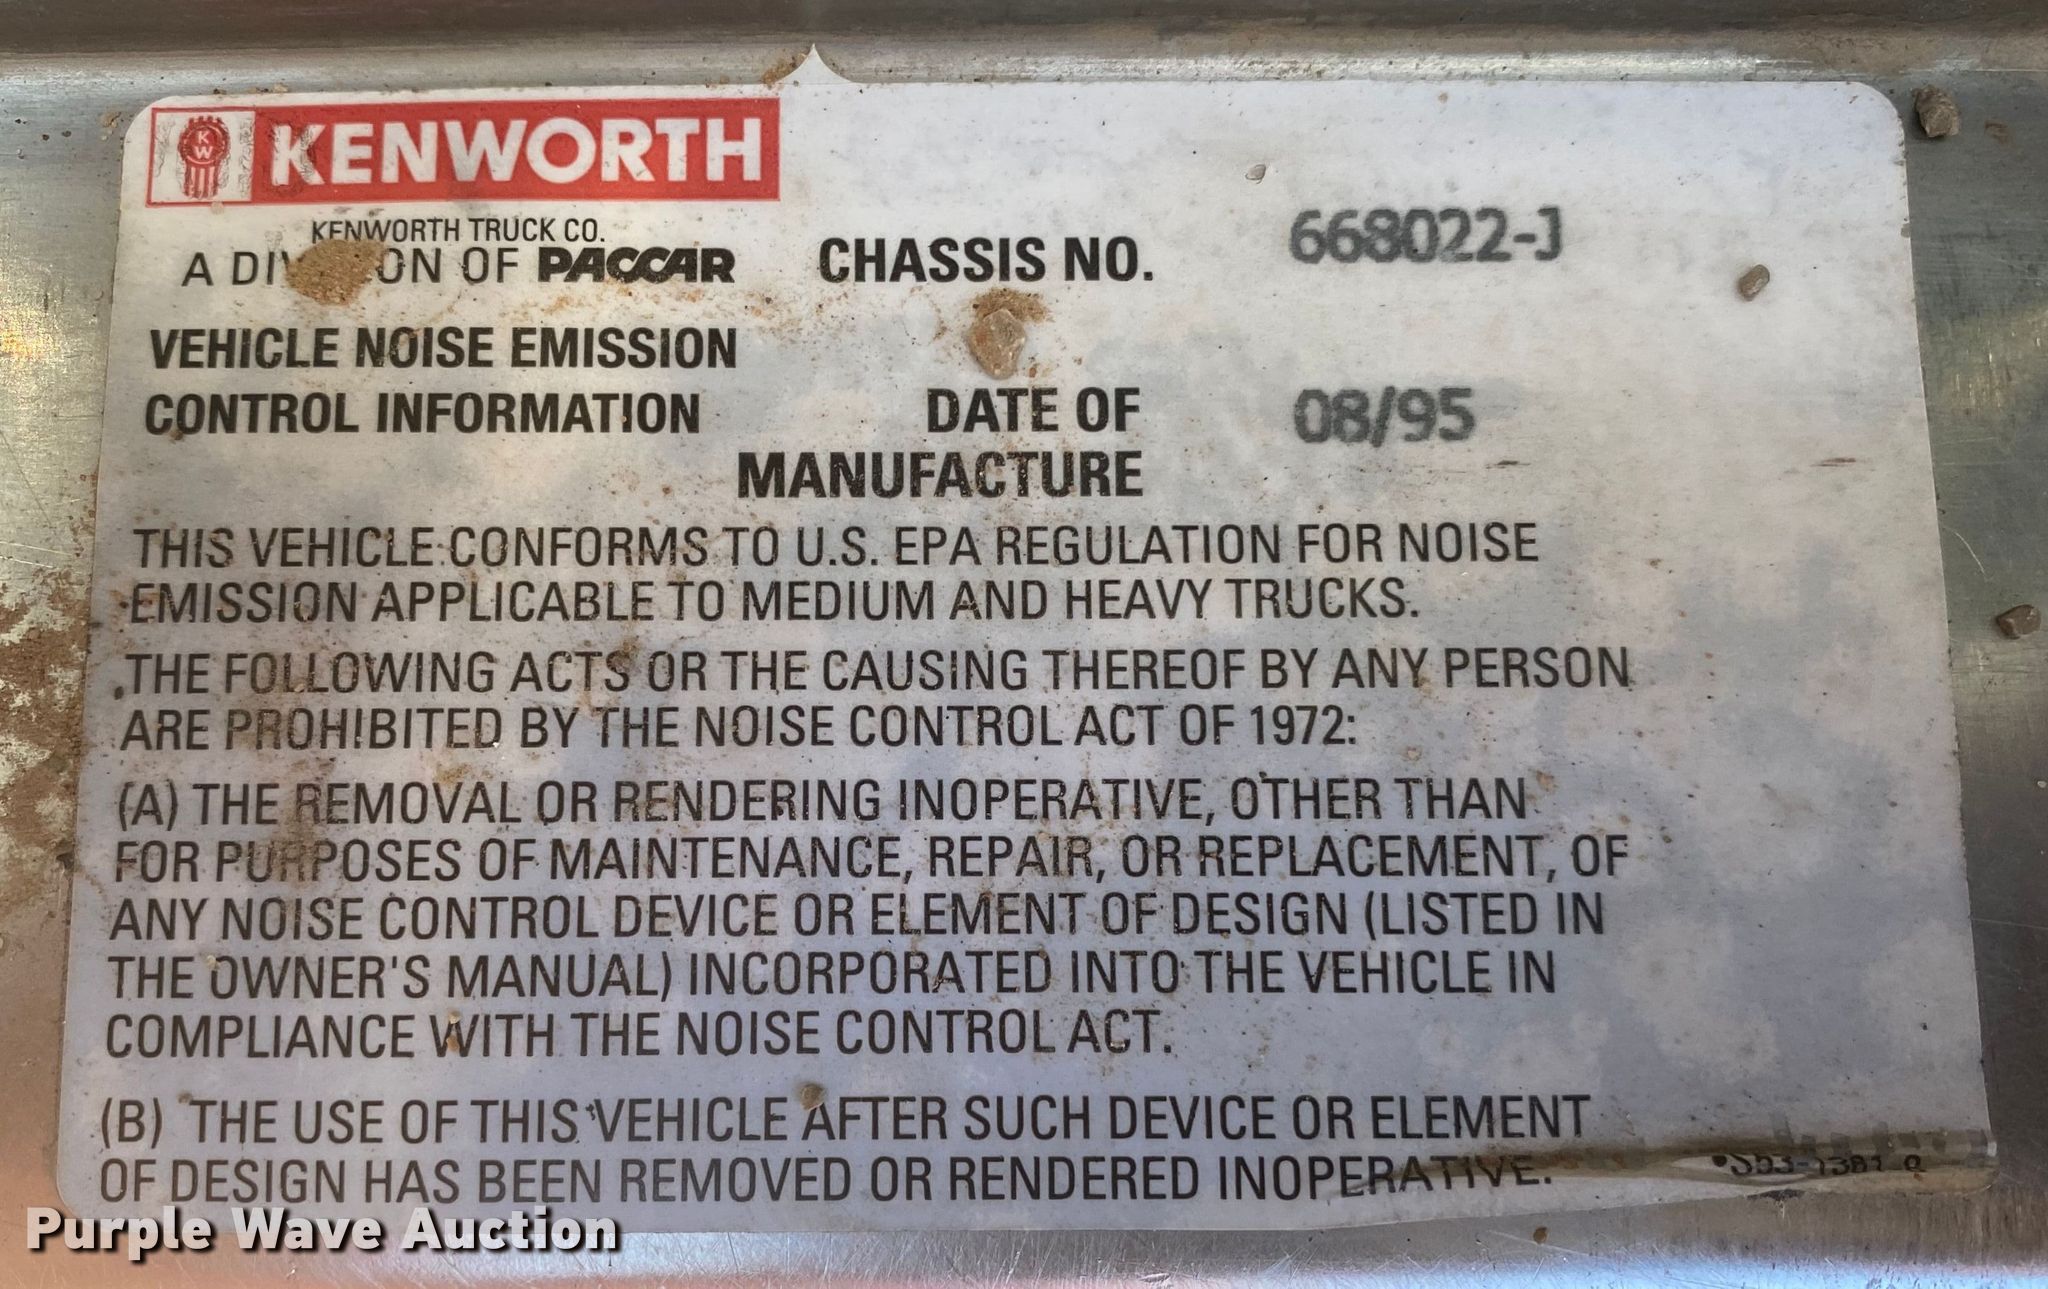 KW KENWORTH
KENWORTH TRUCK CO.
A DIVISION OF PACCAR
CHASSIS NO. 668022-J
VEHICLE NOISE EMISSION
CONTROL INFORMATION
DATE OF 08/95
MANUFACTURE
THIS VEHICLE CONFORMS TO U.S. EPA REGULATION FOR NOISE
EMISSION APPLICABLE TO MEDIUM AND HEAVY TRUCKS.
THE FOLLOWING ACTS OR THE CAUSING THEREOF BY ANY PERSON
ARE PROHIBITED BY THE NOISE CONTROL ACT OF 1972:
(A) THE REMOVAL OR RENDERING INOPERATIVE, OTHER THAN
FOR PURPOSES OF MAINTENANCE, REPAIR, OR REPLACEMENT, OF
ANY NOISE CONTROL DEVICE OR ELEMENT OF DESIGN (LISTED IN
THE OWNER'S MANUAL) INCORPORATED INTO THE VEHICLE IN
COMPLIANCE WITH THE NOISE CONTROL ACT.
(B) THE USE OF THIS VEHICLE AFTER SUCH DEVICE OR ELEMENT
OF DESIGN HAS BEEN REMOVED OR RENDERED INOPERATIVE.
Purple Wave Auction